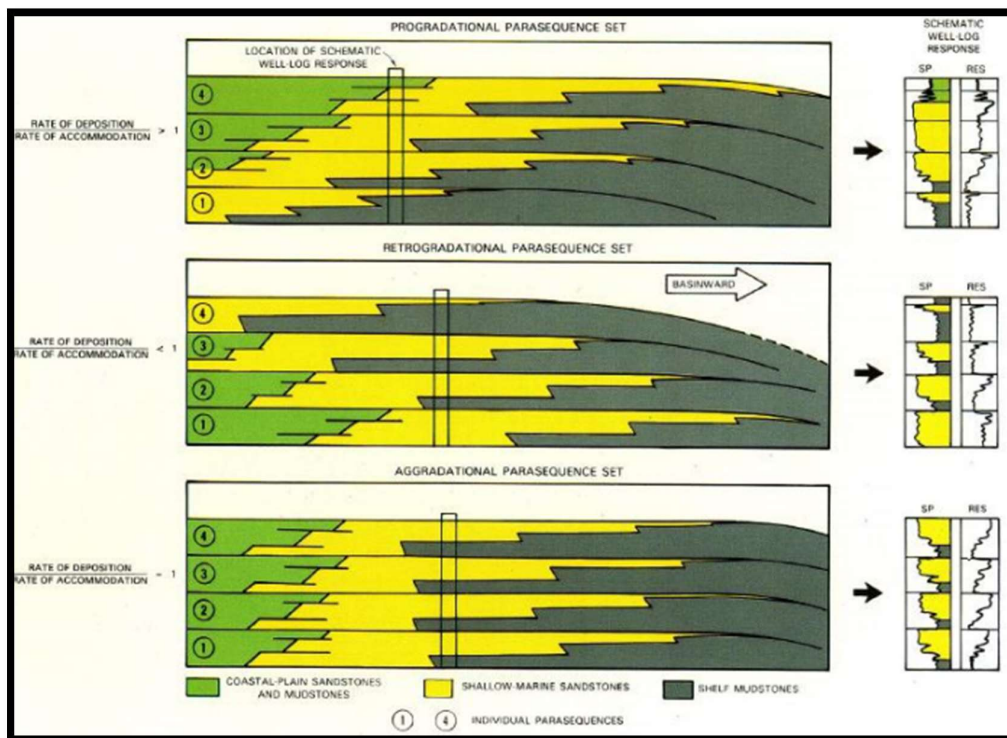 PROGRADATIONAL PARASEQUENCE SET
SCHEMATIC
WELL-LOG
RESPONSE
LOCATION OF SCHEMATIC
WELL-LOG RESPONSE
SP RES
4
3
2
1
RATE OF DEPOSITION
RATE OF ACCOMMODATION > 1
RETROGRADATIONAL PARASEQUENCE SET
BASINWARD
SP RES
4
3
2
1
RATE OF DEPOSITION
RATE OF ACCOMMODATION < 1
AGGRADATIONAL PARASEQUENCE SET
SP RES
4
3
2
1
RATE OF DEPOSITION
RATE OF ACCOMMODATION - 1
COASTAL-PLAIN SANDSTONES
AND MUDSTONES
SHALLOW-MARINE SANDSTONES
SHELF MUDSTONES
1 4 INDIVIDUAL PARASEQUENCES